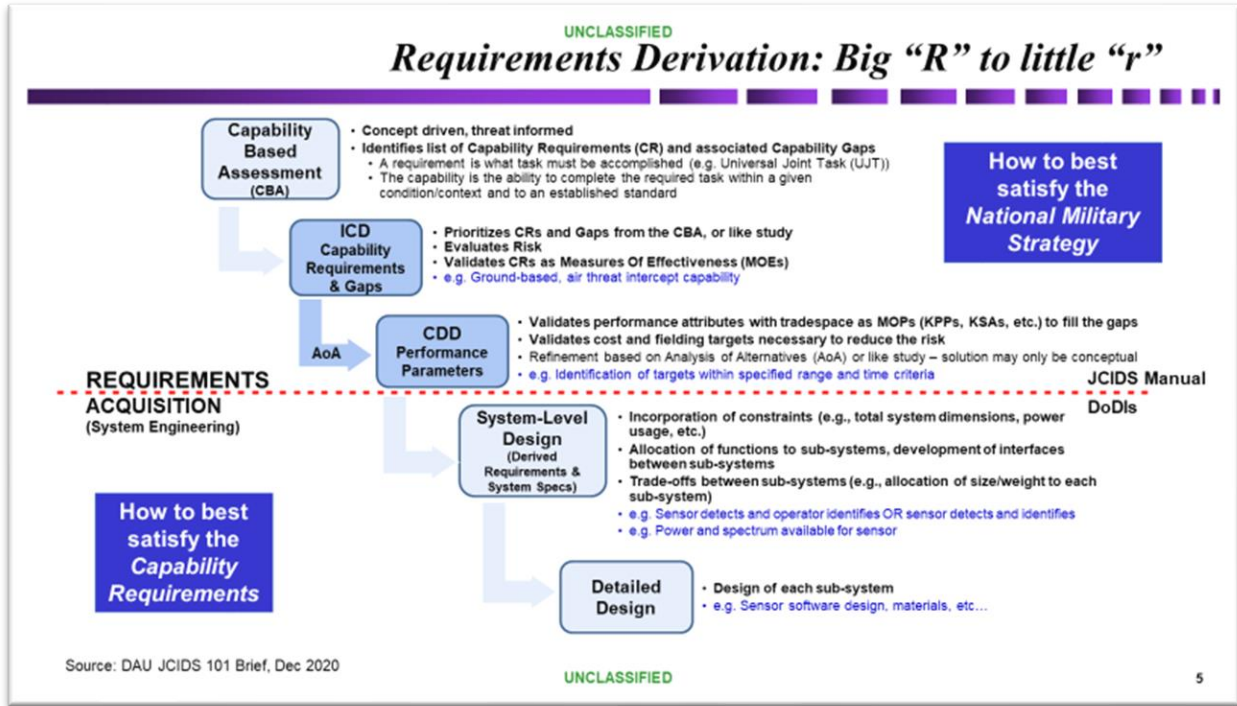 UNCLASSIFIED
Requirements Derivation: Big “R” to little “r”
Capability
Based
Assessment
(CBA)
• Concept driven, threat informed
• Identifies list of Capability Requirements (CR) and associated Capability Gaps
• A requirement is what task must be accomplished (e.g. Universal Joint Task (UJT))
• The capability is the ability to complete the required task within a given
condition/context and to an established standard
How to best
satisfy the
National Military
Strategy
ICD
Capability
Requirements
& Gaps
• Prioritizes CRs and Gaps from the CBA, or like study
• Evaluates Risk
• Validates CRs as Measures Of Effectiveness (MOEs)
• e.g. Ground-based, air threat intercept capability
AoA
CDD
Performance
Parameters
• Validates performance attributes with tradespace as MOPs (KPPs, KSAs, etc.) to fill the gaps
• Validates cost and fielding targets necessary to reduce the risk
• Refinement based on Analysis of Alternatives (AoA) or like study – solution may only be conceptual
• e.g. Identification of targets within specified range and time criteria
REQUIREMENTS
JCIDS Manual
ACQUISITION
(System Engineering)
DoDIs
System-Level
Design
(Derived
Requirements &
System Specs)
• Incorporation of constraints (e.g., total system dimensions, power
usage, etc.)
• Allocation of functions to sub-systems, development of interfaces
between sub-systems
• Trade-offs between sub-systems (e.g., allocation of size/weight to each
sub-system)
• e.g. Sensor detects and operator identifies OR sensor detects and identifies
• e.g. Power and spectrum available for sensor
How to best
satisfy the
Capability
Requirements
Detailed
Design
• Design of each sub-system
• e.g. Sensor software design, materials, etc…
Source: DAU JCIDS 101 Brief, Dec 2020
UNCLASSIFIED
5